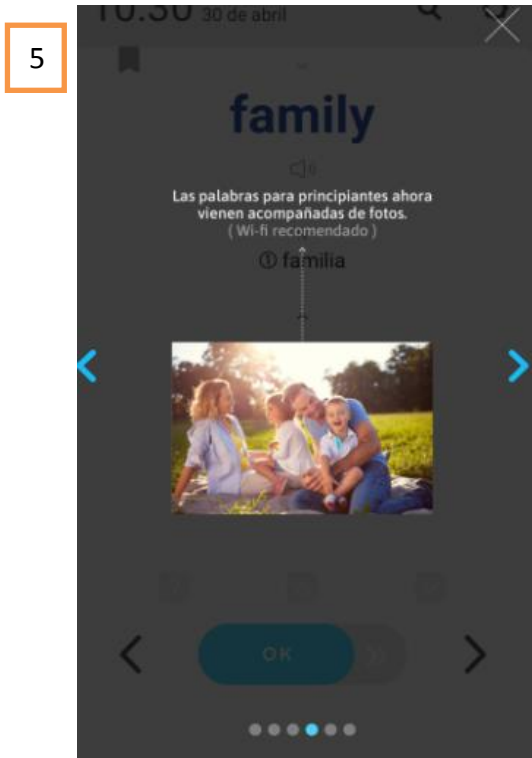 5
10:30 30 de abril
family
Las palabras para principiantes ahora
vienen acompañadas de fotos.
( Wi-fi recomendado )
① familia
OK